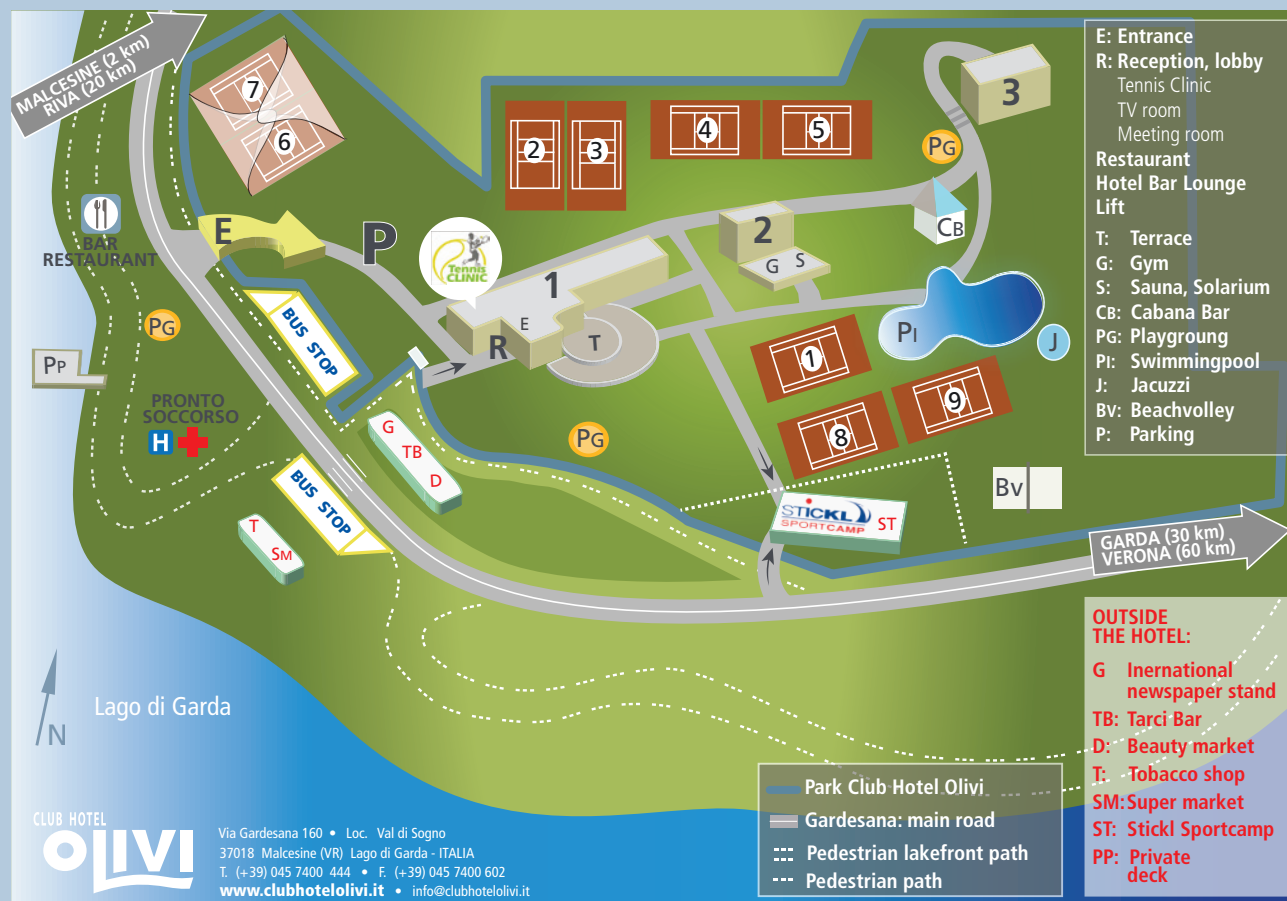 MALCESINE (2 km)
RIVA (20 km)
7
6
2
3
4
5
3
PG
E
P
Tennis
CLINIC
1
E
R
T
2
G
S
CB
PI
J
BAR
RESTAURANT
PG
PP
PRONTO
SOCCORSO
H
BUS STOP
BUS STOP
G
TB
D
T
SM
PG
1
8
9
BV
STICKL
SPORTCAMP
ST
GARDA (30 km)
VERONA (60 km)
E: Entrance
R: Reception, lobby
Tennis Clinic
TV room
Meeting room
Restaurant
Hotel Bar Lounge
Lift
T: Terrace
G: Gym
S: Sauna, Solarium
CB: Cabana Bar
PG: Playgroung
PI: Swimmingpool
J: Jacuzzi
BV: Beachvolley
P: Parking
OUTSIDE
THE HOTEL:
G Inernational
newspaper stand
TB: Tarci Bar
D: Beauty market
T: Tobacco shop
SM: Super market
ST: Stickl Sportcamp
PP: Private
deck
Park Club Hotel Olivi
Gardesana: main road
Pedestrian lakefront path
Pedestrian path
N
Lago di Garda
CLUB HOTEL
OLIVI
Via Gardesana 160 • Loc. Val di Sogno
37018 Malcesine (VR) Lago di Garda - ITALIA
T. (+39) 045 7400 444 • F. (+39) 045 7400 602
www.clubhotelolivi.it • info@clubhotelolivi.it